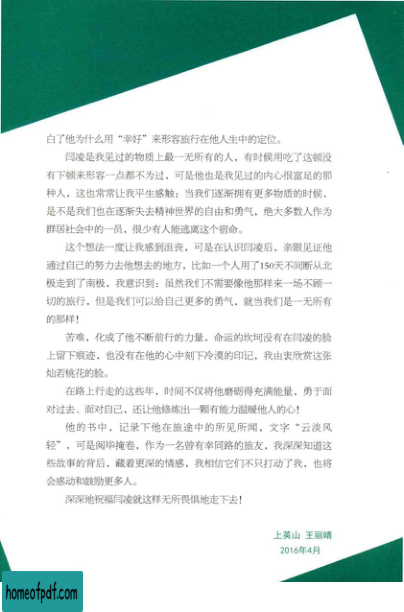 白了他为什么用“幸好”来形容旅行在他人生中的定位。
闫凌是我见过的物质上最一无所有的人，有时候用吃了这顿没
有下顿来形容一点都不为过，可是他也是我见过的内心很富足的那
种人，这也常常让我平生感触：当我们逐渐拥有更多物质的时候，
是不是我们也在逐渐失去精神世界的自由和勇气，绝大多数人作为
群居社会中的一员，很少有人能逃离这个宿命。
这个想法一度让我感到沮丧，可是在认识闫凌后，亲眼见证他
通过自己的努力去他想去的地方，比如一个人用了150天不间断从北
极走到了南极，我意识到：虽然我们不需要像他那样来一场不顾一
切的旅行，但是我们可以给自己更多的勇气，就当我们是一无所有
的那样！
苦难，化成了他不断前行的力量，命运的坎坷没有在闫凌的脸
上留下痕迹，也没有在他的心中刻下冷漠的印记，我由衷欣赏这张
灿若桃花的脸。
在路上行走的这些年，时间不仅将他磨砺得充满能量，勇于面
对过去、面对自己，还让他修炼出一颗有能力温暖他人的心！
他的书中，记录下他在旅途中的所见所闻，文字“云淡风
轻”，可是阅毕掩卷，作为一名曾有幸同路的旅友，我深深知道这
些故事的背后，藏着更深的情感，我相信它们不只打动了我，也将
会感动和鼓励更多人。
深深地祝福闫凌就这样无所畏惧地走下去！
上英山 王丽晴
2016年4月
homeofpdf.com